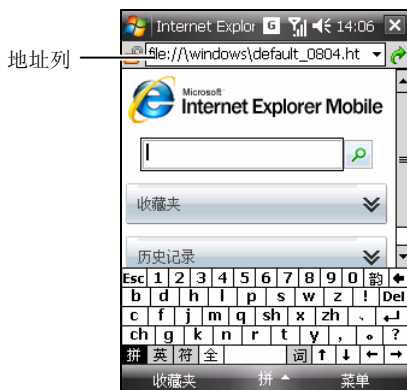 Internet Explor G 14:06
地址列
file://\windows\default_0804.ht
Microsoft
Internet Explorer Mobile
收藏夹
历史记录
Esc 1 2 3 4 5 6 7 8 9 0 韵
b d h l p s w z ! Del
c f j m q sh x zh 、
ch g k n r t y , 。 ?
拼 英 符 全 词 ↑ ↓ ← →
收藏夹 拼 菜单